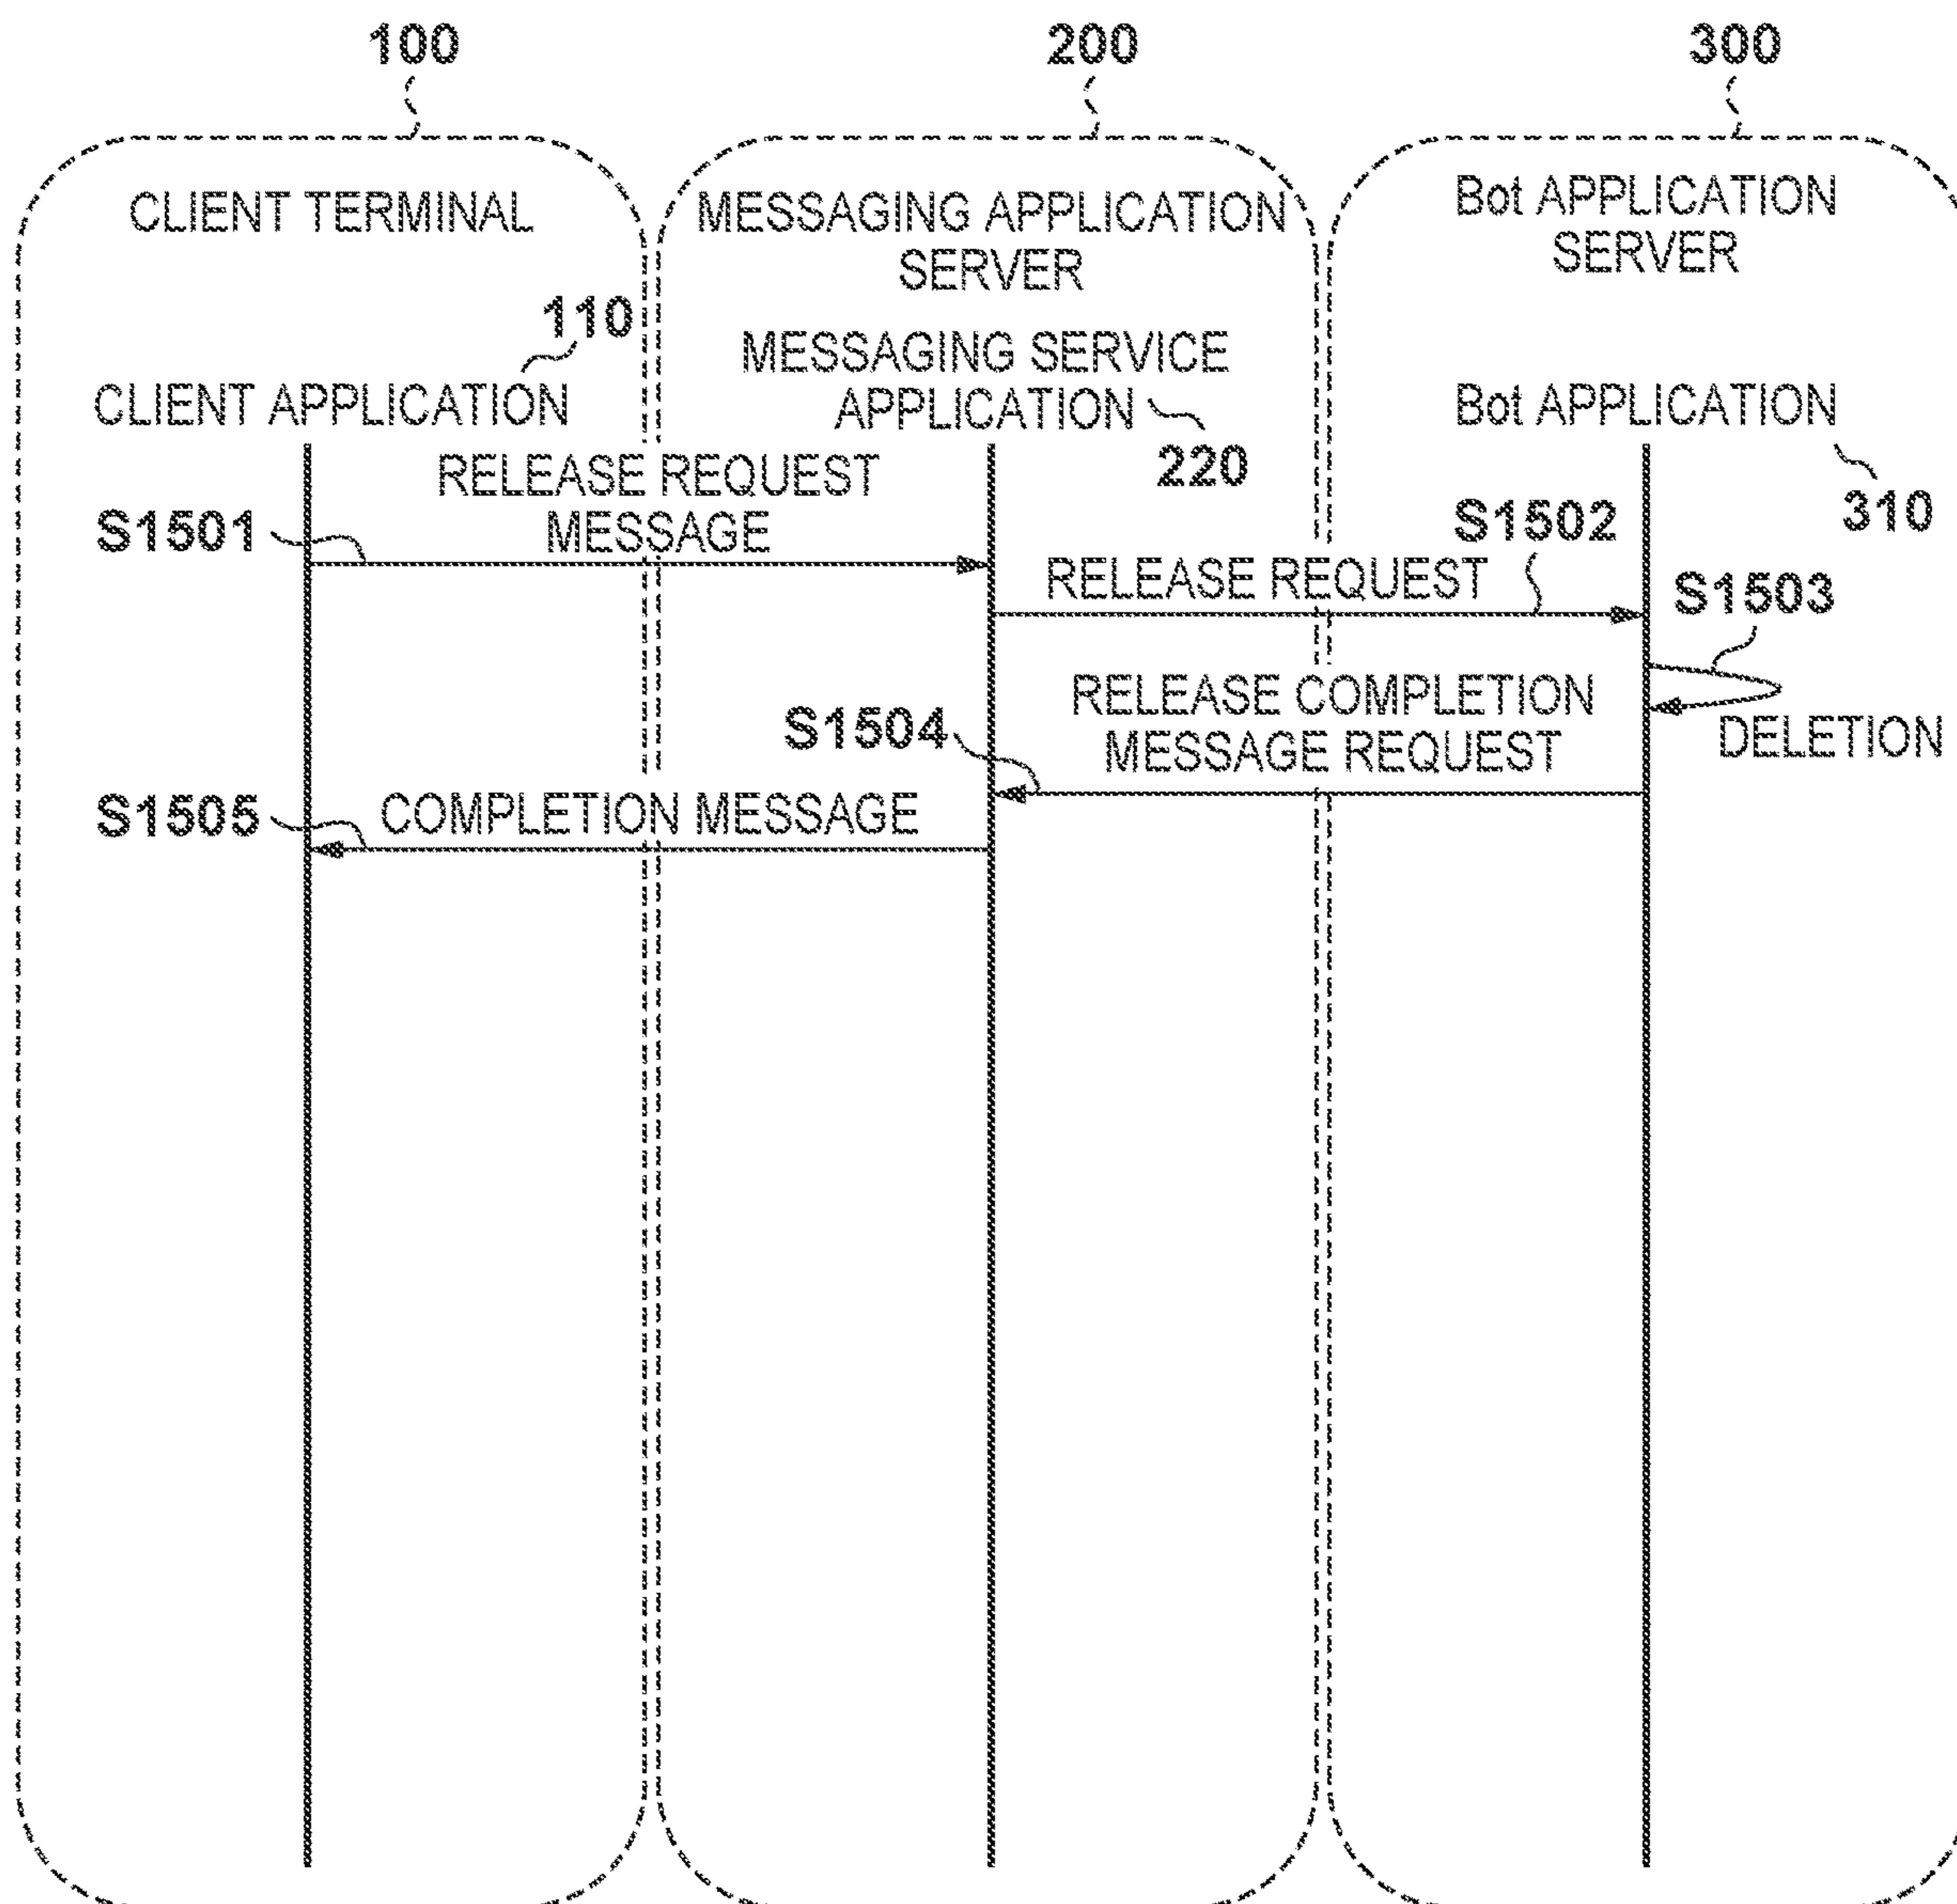 100
200
300
CLIENT TERMINAL
MESSAGING APPLICATION
SERVER
Bot APPLICATION
SERVER
110
CLIENT APPLICATION
MESSAGING SERVICE
APPLICATION
220
Bot APPLICATION
310
RELEASE REQUEST
MESSAGE
S1501
S1502
RELEASE REQUEST
S1503
DELETION
RELEASE COMPLETION
MESSAGE REQUEST
S1504
S1505
COMPLETION MESSAGE